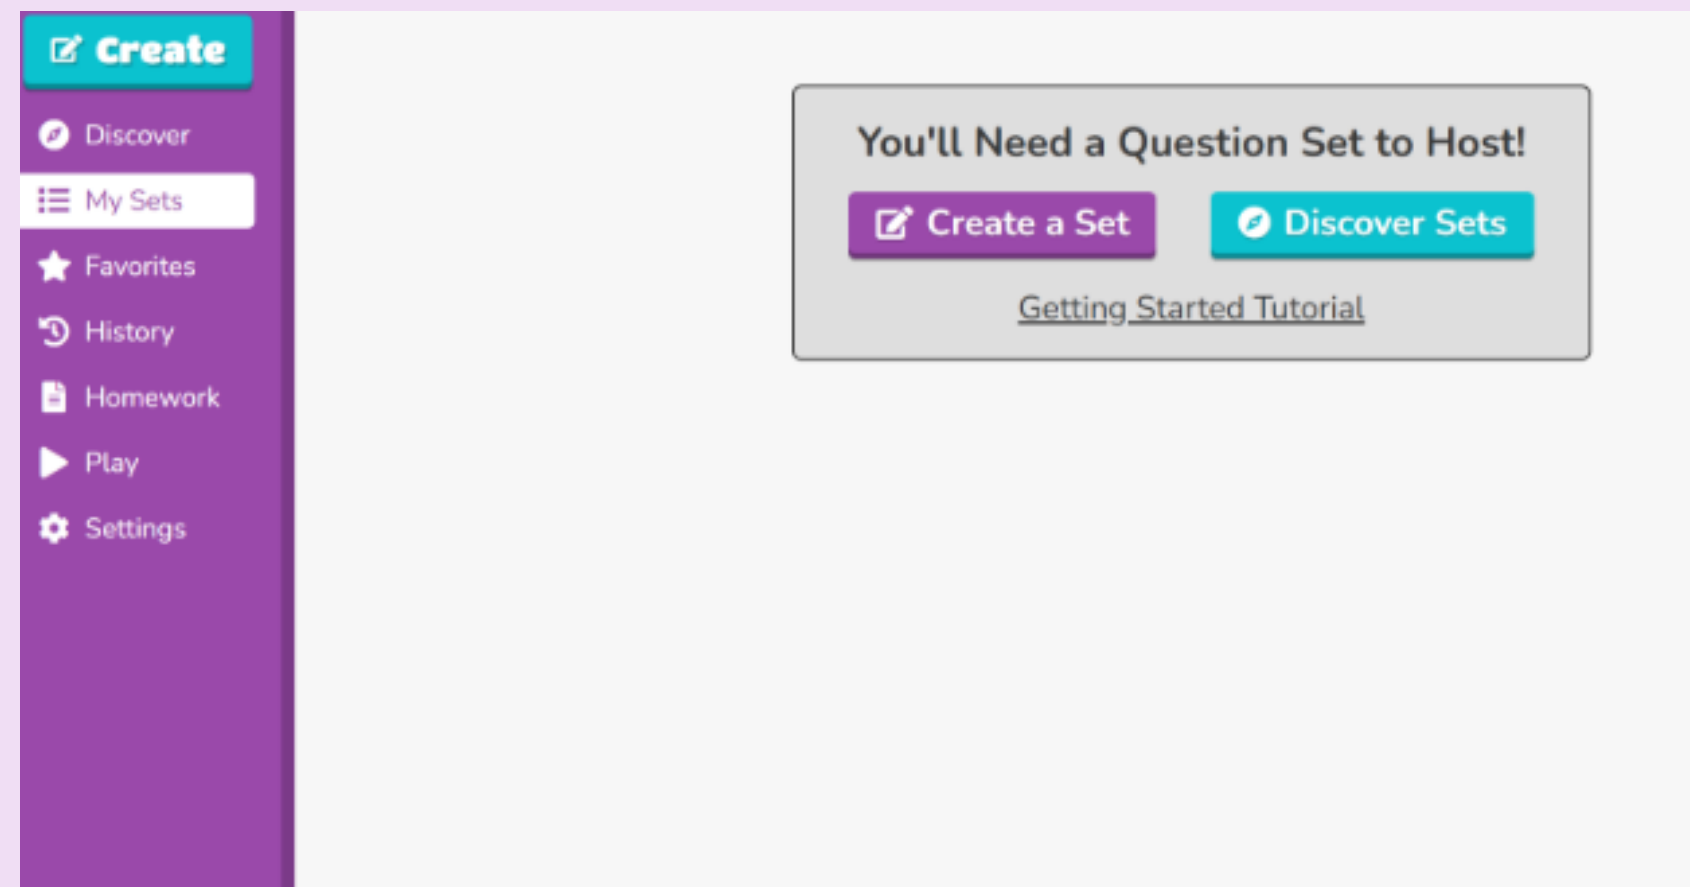 Create
Discover
My Sets
Favorites
History
Homework
Play
Settings
You'll Need a Question Set to Host!
Create a Set
Discover Sets
Getting Started Tutorial